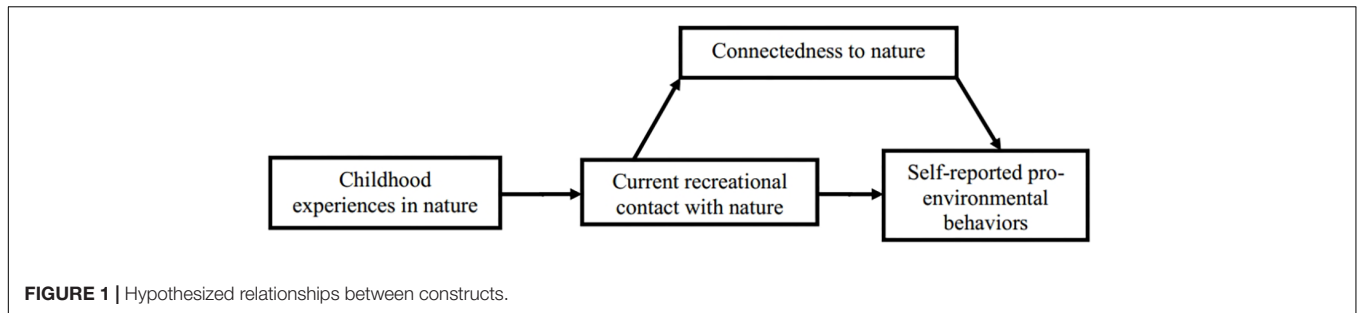 Connectedness to nature
Childhood
experiences in nature
Current recreational
contact with nature
Self-reported pro-
environmental
behaviors
FIGURE 1 | Hypothesized relationships between constructs.